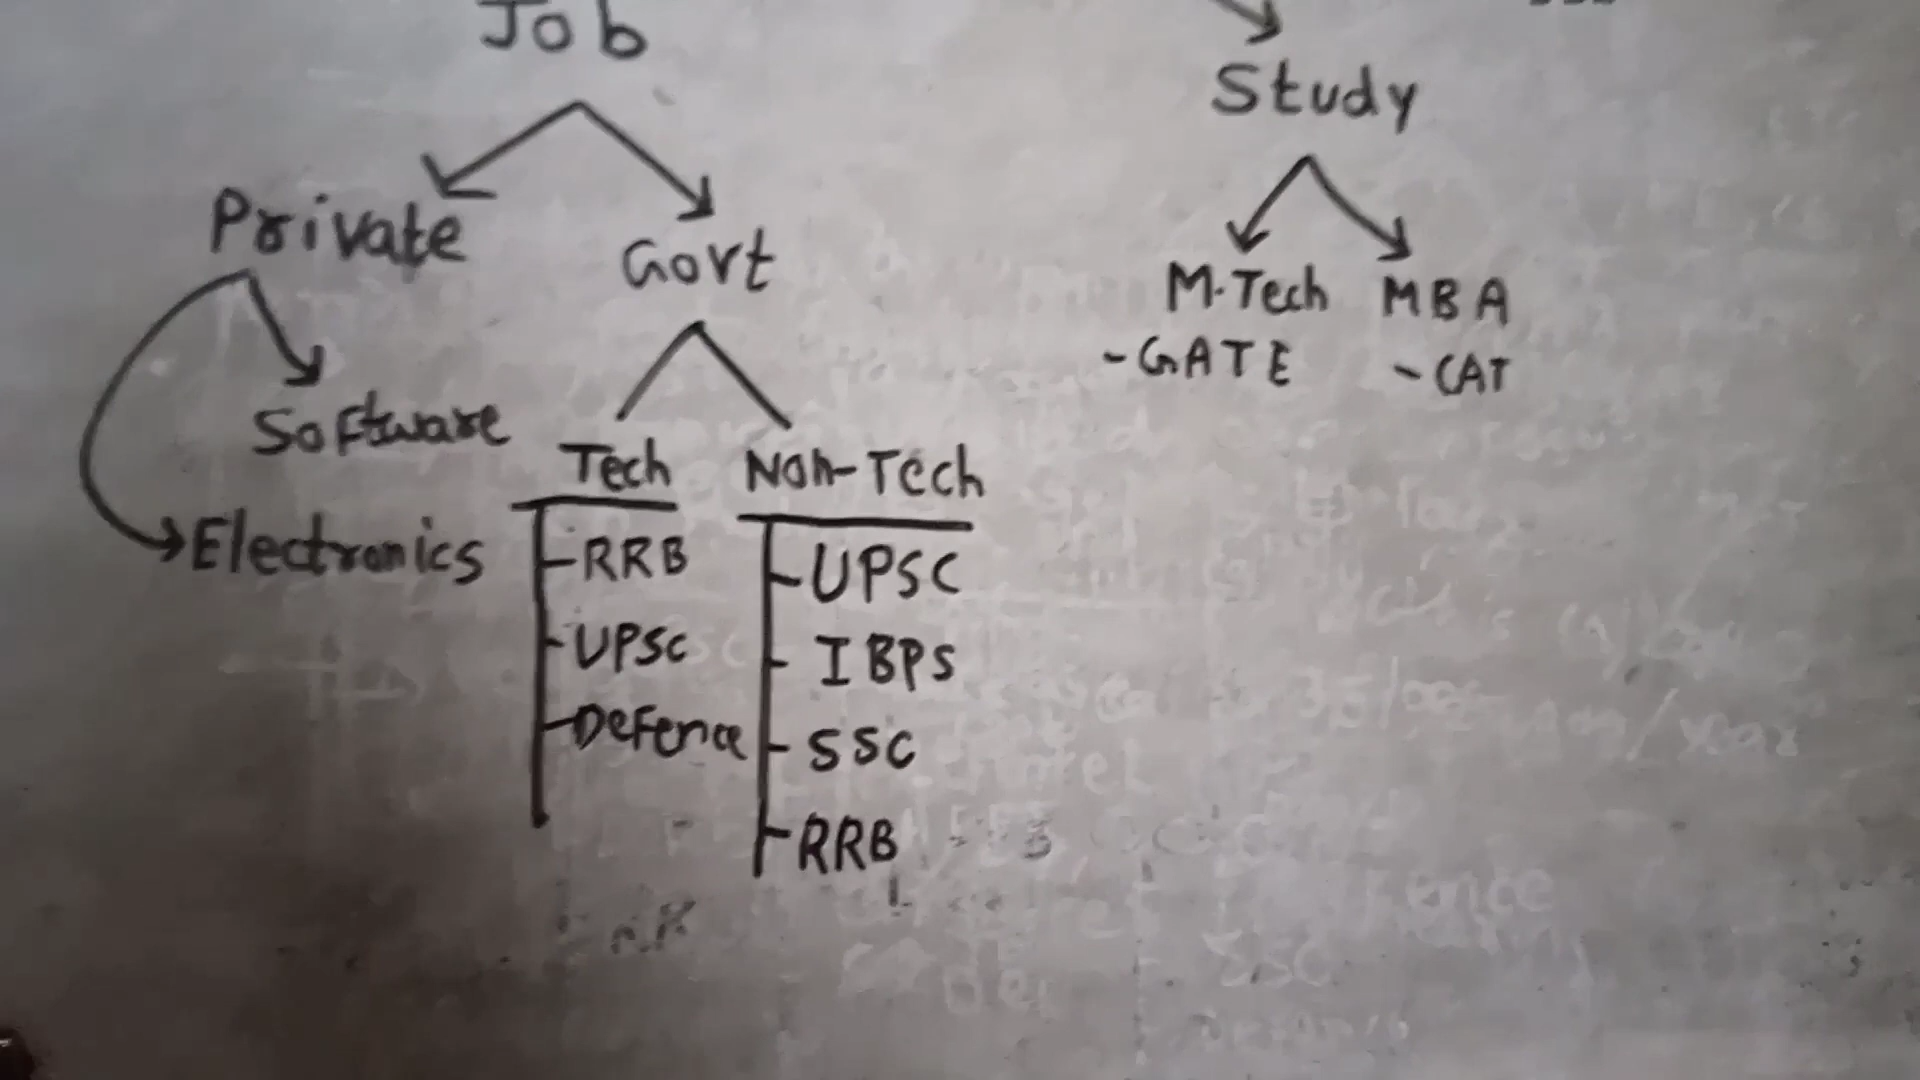 Job
Study
Private
Govt
M.Tech MBA
-GATE -CAT
Software
Tech Non-Tech
Electronics
-RRB
-UPSC
-UPSC
-IBPS
-Defence
-SSC
-RRB